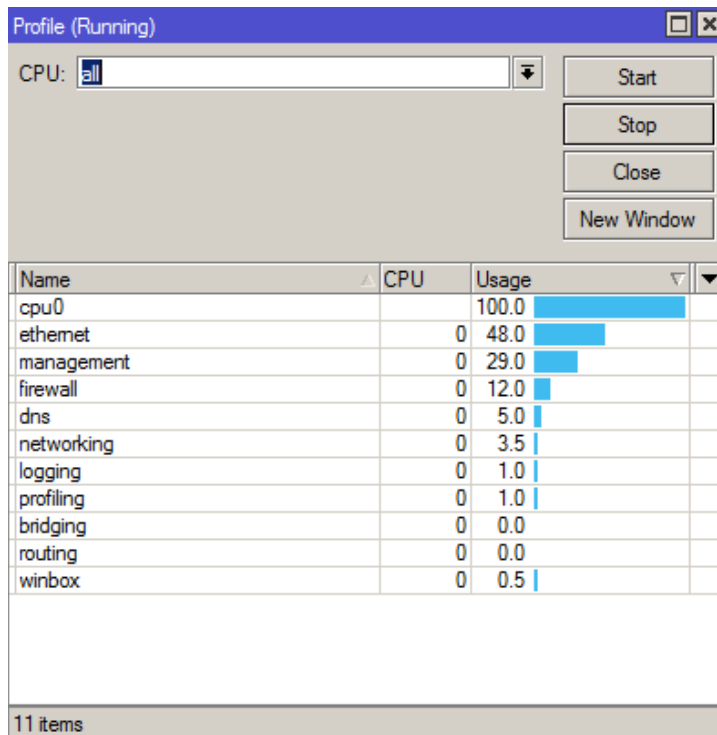 Profile (Running)
CPU: all
Start
Stop
Close
New Window
Name CPU Usage
cpu0 100.0
ethernet 0 48.0
management 0 29.0
firewall 0 12.0
dns 0 5.0
networking 0 3.5
logging 0 1.0
profiling 0 1.0
bridging 0 0.0
routing 0 0.0
winbox 0 0.5
11 items